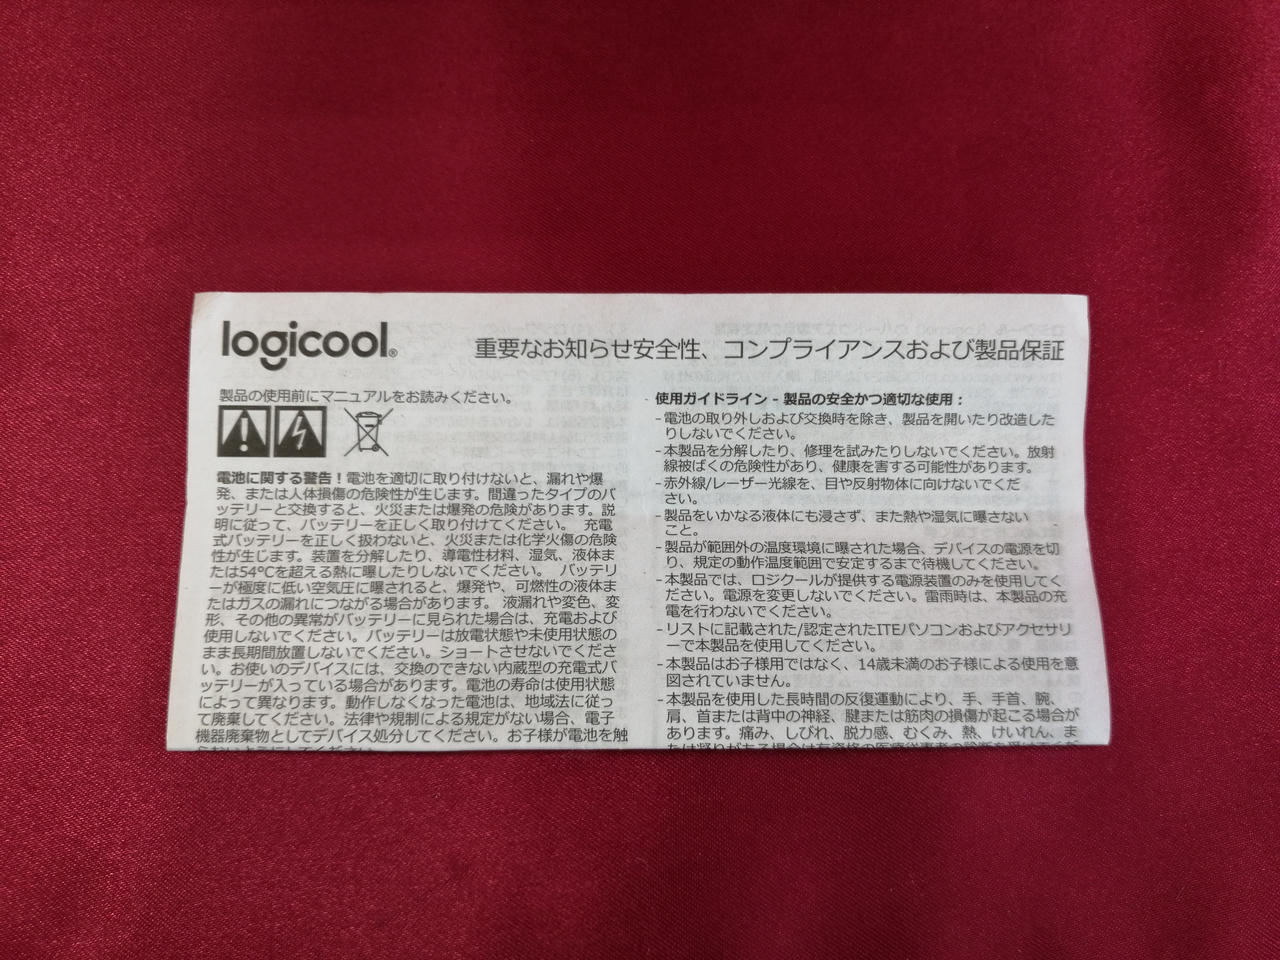 logicool®
重要なお知らせ安全性、コンプライアンスおよび製品保証
製品の使用前にマニュアルをお読みください。
電池に関する警告！電池を適切に取り付けないと、漏れや爆
発、または人体損傷の危険性が生じます。間違ったタイプのバ
ッテリーと交換すると、火災または爆発の危険があります。説
明に従って、バッテリーを正しく取り付けてください。 充電
式バッテリーを正しく扱わないと、火災または化学火傷の危険
性が生じます。装置を分解したり、導電性材料、湿気、液体ま
たは54°Cを超える熱に曝したりしないでください。 バッテリ
ーが極度に低い空気圧に曝されると、爆発や、可燃性の液体ま
たはガスの漏れにつながる場合があります。 液漏れや変色、変
形、その他の異常がバッテリーに見られた場合は、充電および
使用しないでください。バッテリーは放電状態や未使用状態の
まま長期間放置しないでください。ショートさせないでくださ
い。お使いのデバイスには、交換のできない内蔵型の充電式バ
ッテリーが入っている場合があります。電池の寿命は使用状態
によって異なります。動作しなくなった電池は、地域法に従っ
て廃棄してください。法律や規制による規定がない場合、電子
機器廃棄物としてデバイス処分してください。お子様が電池を触
らないようにしてください。
使用ガイドライン - 製品の安全かつ適切な使用：
-電池の取り外しおよび交換時を除き、製品を開いたり改造した
りしないでください。
-本製品を分解したり、修理を試みたりしないでください。放射
線被ばくの危険性があり、健康を害する可能性があります。
-赤外線/レーザー光線を、目や反射物体に向けないでくだ
さい。
-製品をいかなる液体にも浸さず、また熱や湿気に曝さない
こと。
-製品が範囲外の温度環境に曝された場合、デバイスの電源を切
り、規定の動作温度範囲で安定するまで待機してください。
-本製品では、ロジクールが提供する電源装置のみを使用してく
ださい。電源を変更しないでください。雷雨時は、本製品の充
電を行わないでください。
-リストに記載された/認定されたITEパソコンおよびアクセサリ
ーで本製品を使用してください。
-本製品はお子様用ではなく、14歳未満のお子様による使用を意
図されていません。
-本製品を使用した長時間の反復運動により、手、手首、腕、
肩、首または背中の神経、腱または筋肉の損傷が起こる場合が
あります。痛み、しびれ、脱力感、むくみ、熱、けいれん、ま
たは凝りがある場合は有資格の医療従事者の診断を受けてくだ